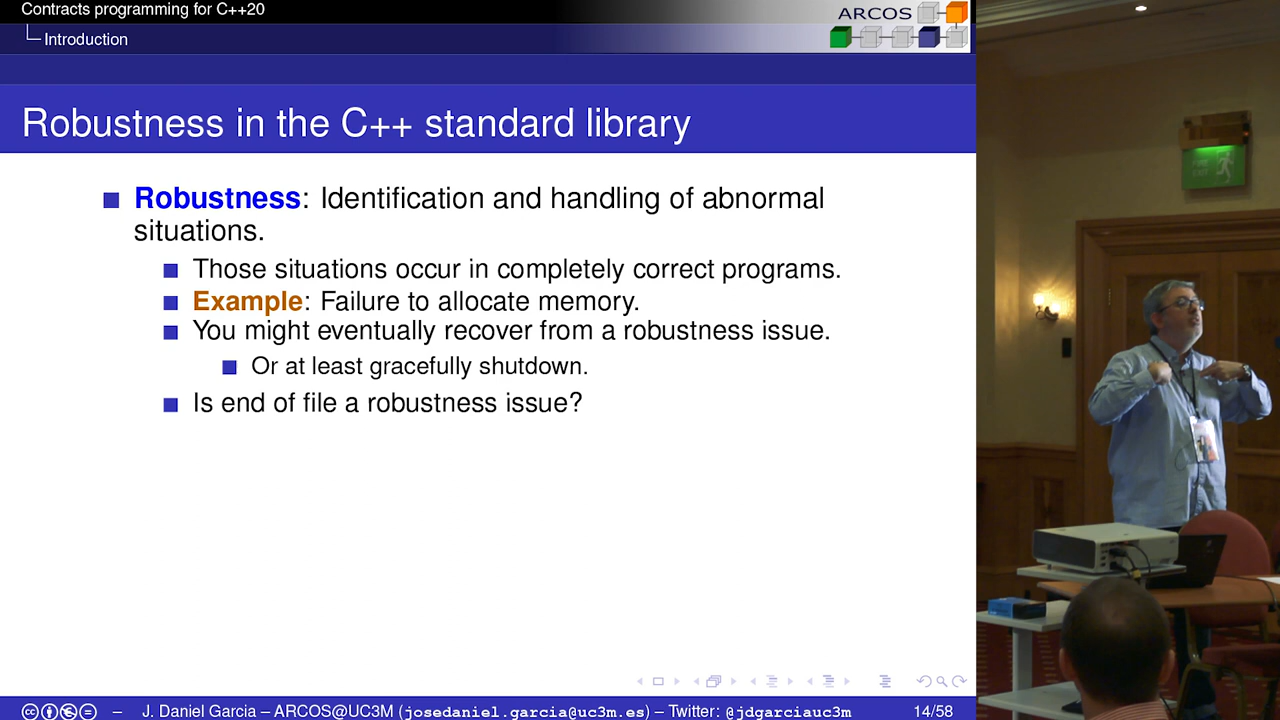 Contracts programming for C++20
Introduction
ARCOS
Robustness in the C++ standard library
Robustness: Identification and handling of abnormal
situations.
Those situations occur in completely correct programs.
Example: Failure to allocate memory.
You might eventually recover from a robustness issue.
Or at least gracefully shutdown.
Is end of file a robustness issue?
– J. Daniel Garcia – ARCOS@UC3M (josedaniel.garcia@uc3m.es) – Twitter: @jdgarciauc3m 14/58
FIRE
EXIT